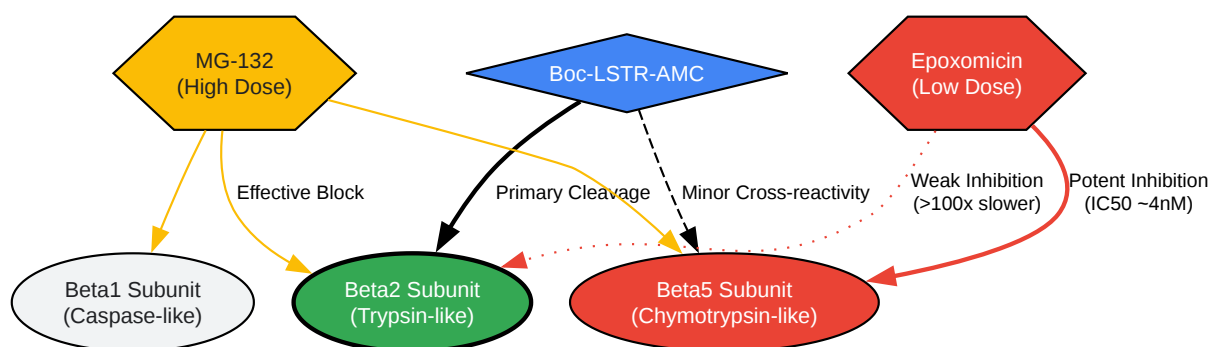 MG-132
(High Dose)
Boc-LSTR-AMC
Epoxomicin
(Low Dose)
Effective Block
Primary Cleavage
Minor Cross-reactivity
Weak Inhibition
(>100x slower)
Potent Inhibition
(IC50 ~4nM)
Beta1 Subunit
(Caspase-like)
Beta2 Subunit
(Trypsin-like)
Beta5 Subunit
(Chymotrypsin-like)